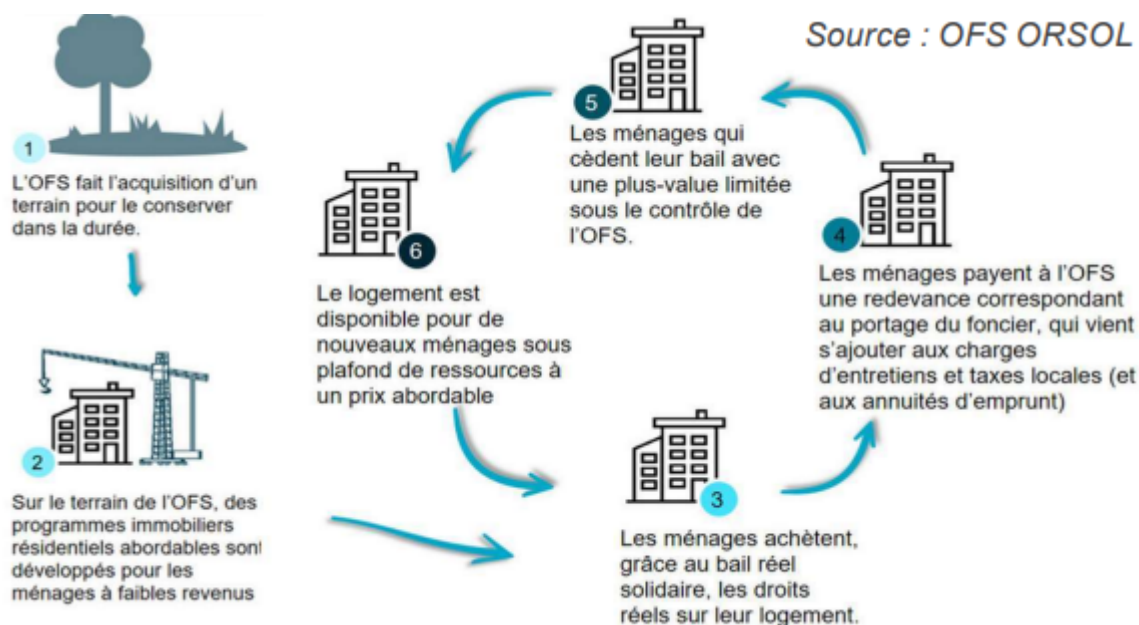 Source : OFS ORSOL
1
L'OFS fait l'acquisition d'un
terrain pour le conserver
dans la durée.
2
Sur le terrain de l'OFS, des
programmes immobiliers
résidentiels abordables sont
développés pour les
ménages à faibles revenus
3
Les ménages achètent,
grâce au bail réel
solidaire, les droits
réels sur leur logement.
4
Les ménages payent à l'OFS
une redevance correspondant
au portage du foncier, qui vient
s'ajouter aux charges
d'entretiens et taxes locales (et
aux annuités d'emprunt)
5
Les ménages qui
cèdent leur bail avec
une plus-value limitée
sous le contrôle de
l'OFS.
6
Le logement est
disponible pour de
nouveaux ménages sous
plafond de ressources à
un prix abordable